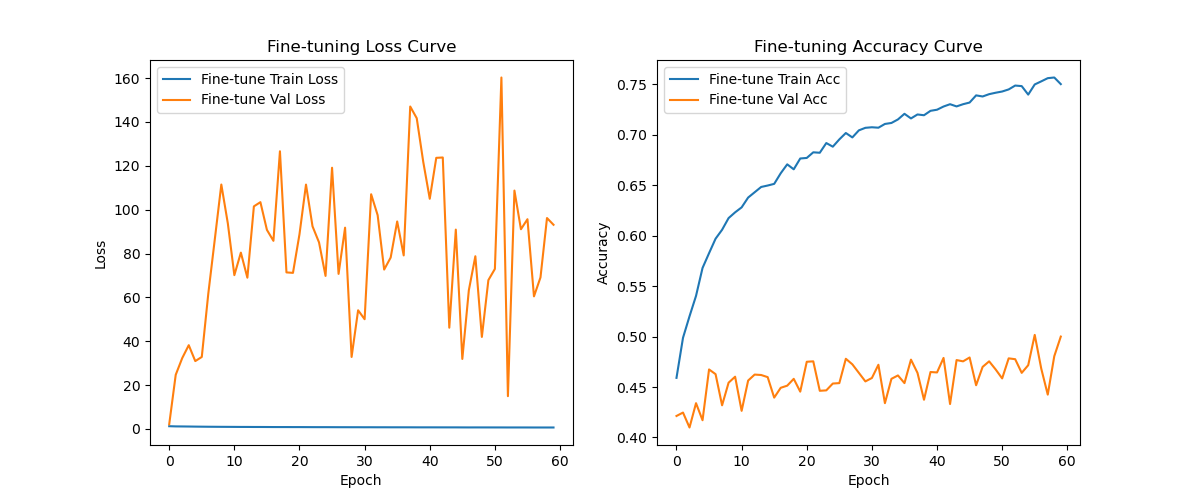 Fine-tuning Loss Curve
Fine-tune Train Loss
Fine-tune Val Loss
160
140
120
100
80
60
40
20
0
Loss
0 10 20 30 40 50 60
Epoch
Fine-tuning Accuracy Curve
Fine-tune Train Acc
Fine-tune Val Acc
0.75
0.70
0.65
0.60
0.55
0.50
0.45
0.40
Accuracy
0 10 20 30 40 50 60
Epoch